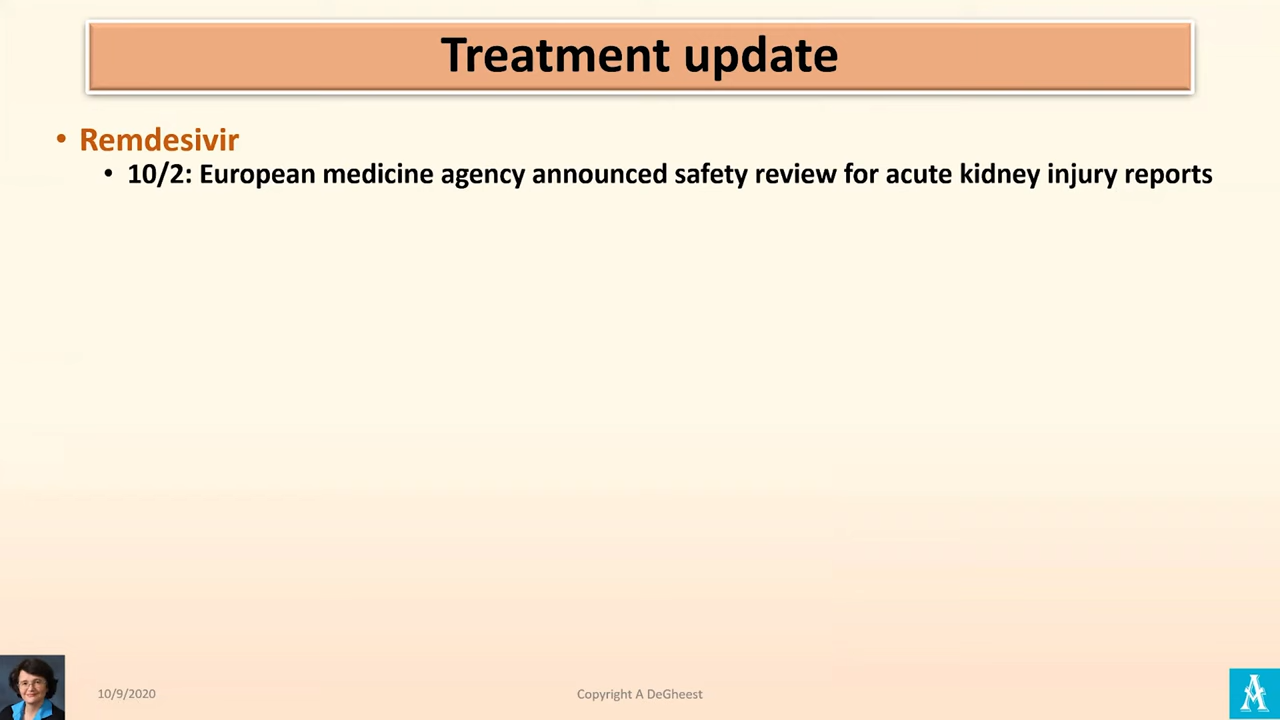 Treatment update
• Remdesivir
• 10/2: European medicine agency announced safety review for acute kidney injury reports
10/9/2020
Copyright A DeGheest
A